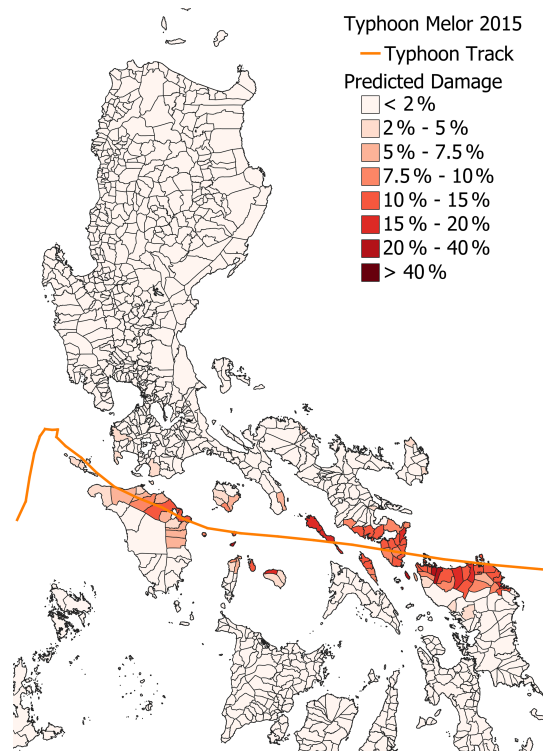 Typhoon Melor 2015
Typhoon Track
Predicted Damage
< 2 %
2 % - 5 %
5 % - 7.5 %
7.5 % - 10 %
10 % - 15 %
15 % - 20 %
20 % - 40 %
> 40 %